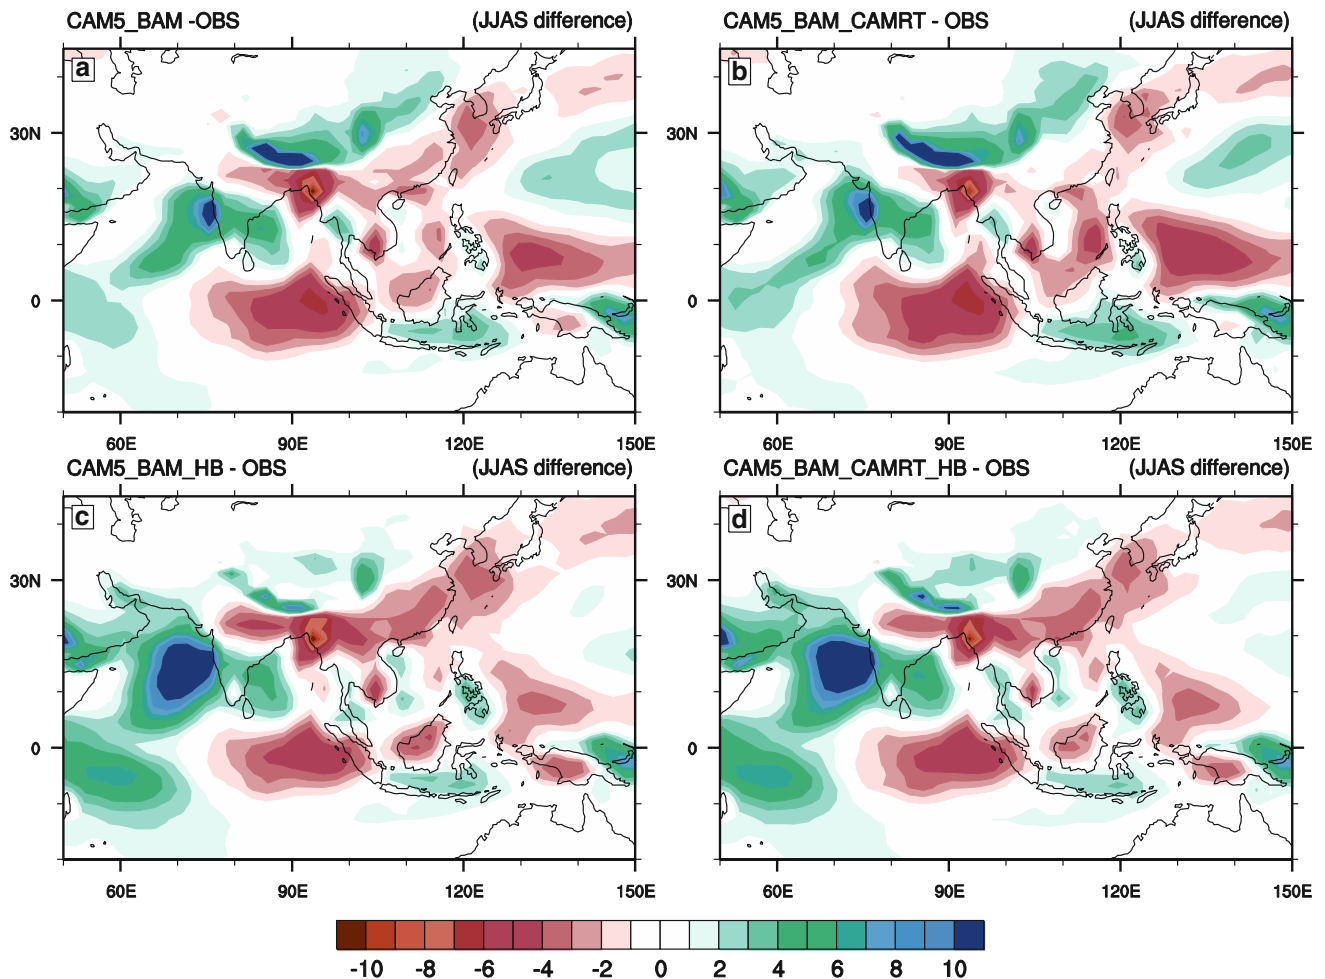 CAM5_BAM -OBS (JJAS difference)
CAM5_BAM_CAMRT - OBS (JJAS difference)
a
b
30N
30N
0
0
60E 90E 120E 150E
60E 90E 120E 150E
CAM5_BAM_HB - OBS (JJAS difference)
CAM5_BAM_CAMRT_HB - OBS (JJAS difference)
c
d
30N
30N
0
0
60E 90E 120E 150E
60E 90E 120E 150E
-10 -8 -6 -4 -2 0 2 4 6 8 10